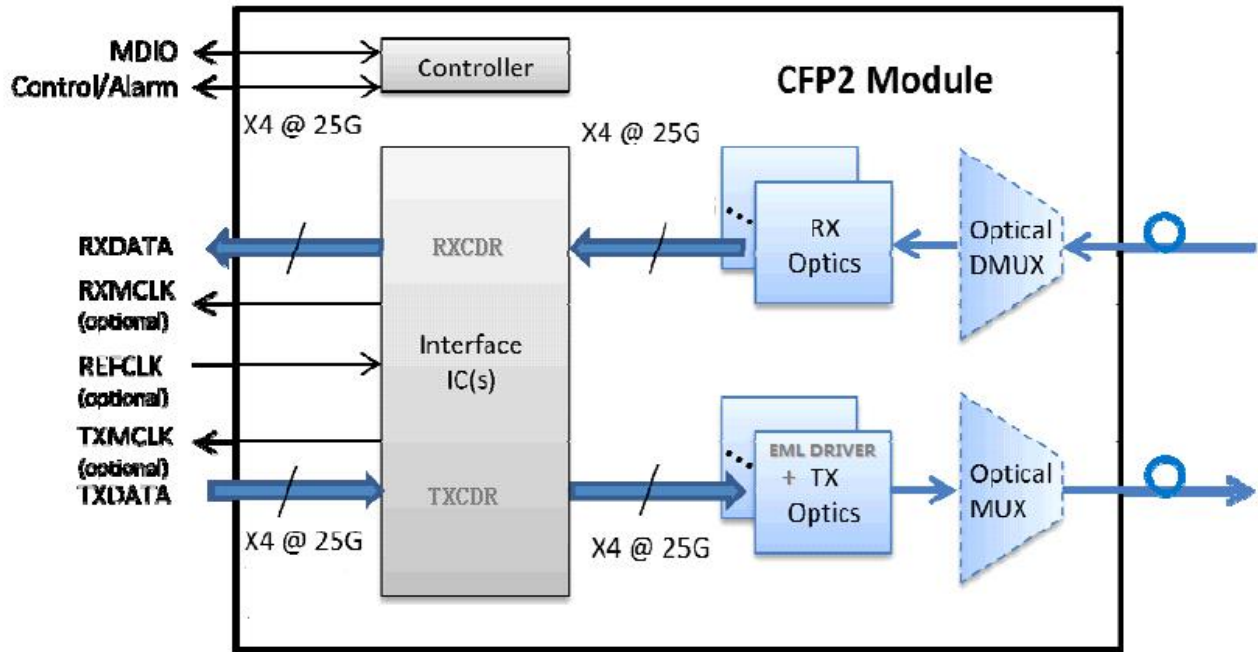 MDIO
Control/Alarm
Controller
CFP2 Module
X4 @ 25G
X4 @ 25G
RXDATA
RXCDR
RX
Optics
Optical
DMUX
RXMCLK
(optional)
REFCLK
(optional)
Interface
IC(s)
TXMCLK
(optional)
TXDATA
TXCDR
EML DRIVER
+ TX
Optics
Optical
MUX
X4 @ 25G
X4 @ 25G